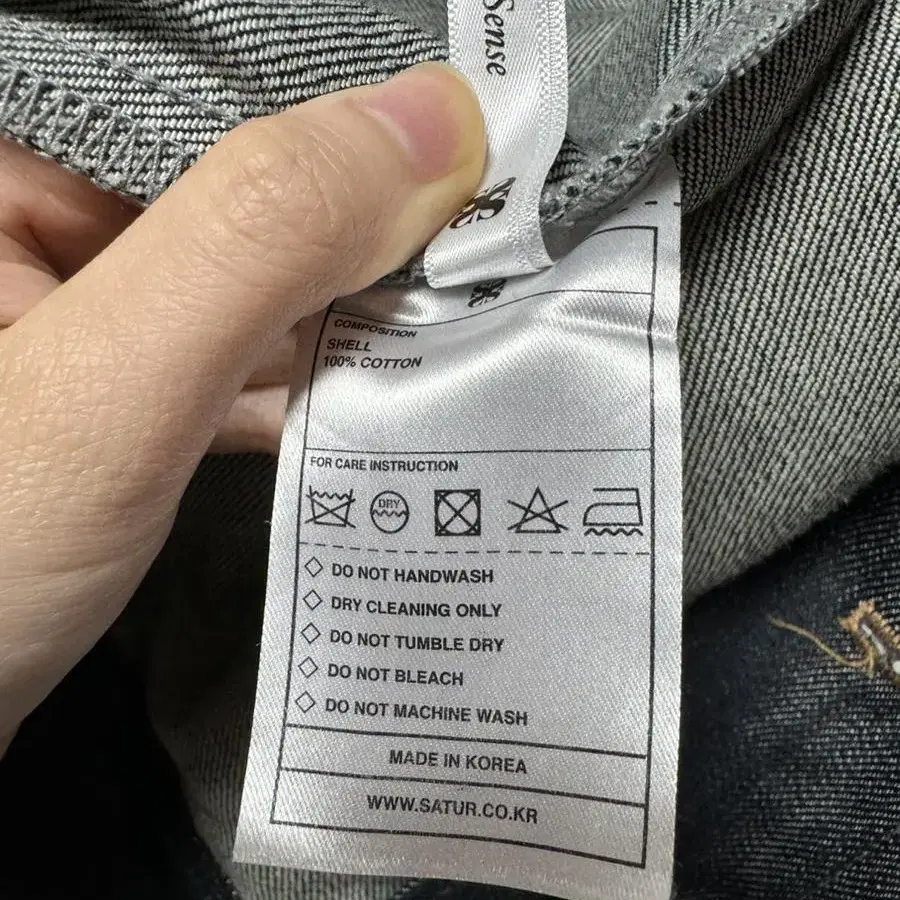 Sense
COMPOSITION
SHELL
100% COTTON
FOR CARE INSTRUCTION
DRY
DO NOT HANDWASH
DRY CLEANING ONLY
DO NOT TUMBLE DRY
DO NOT BLEACH
DO NOT MACHINE WASH
MADE IN KOREA
WWW.SATUR.CO.KR